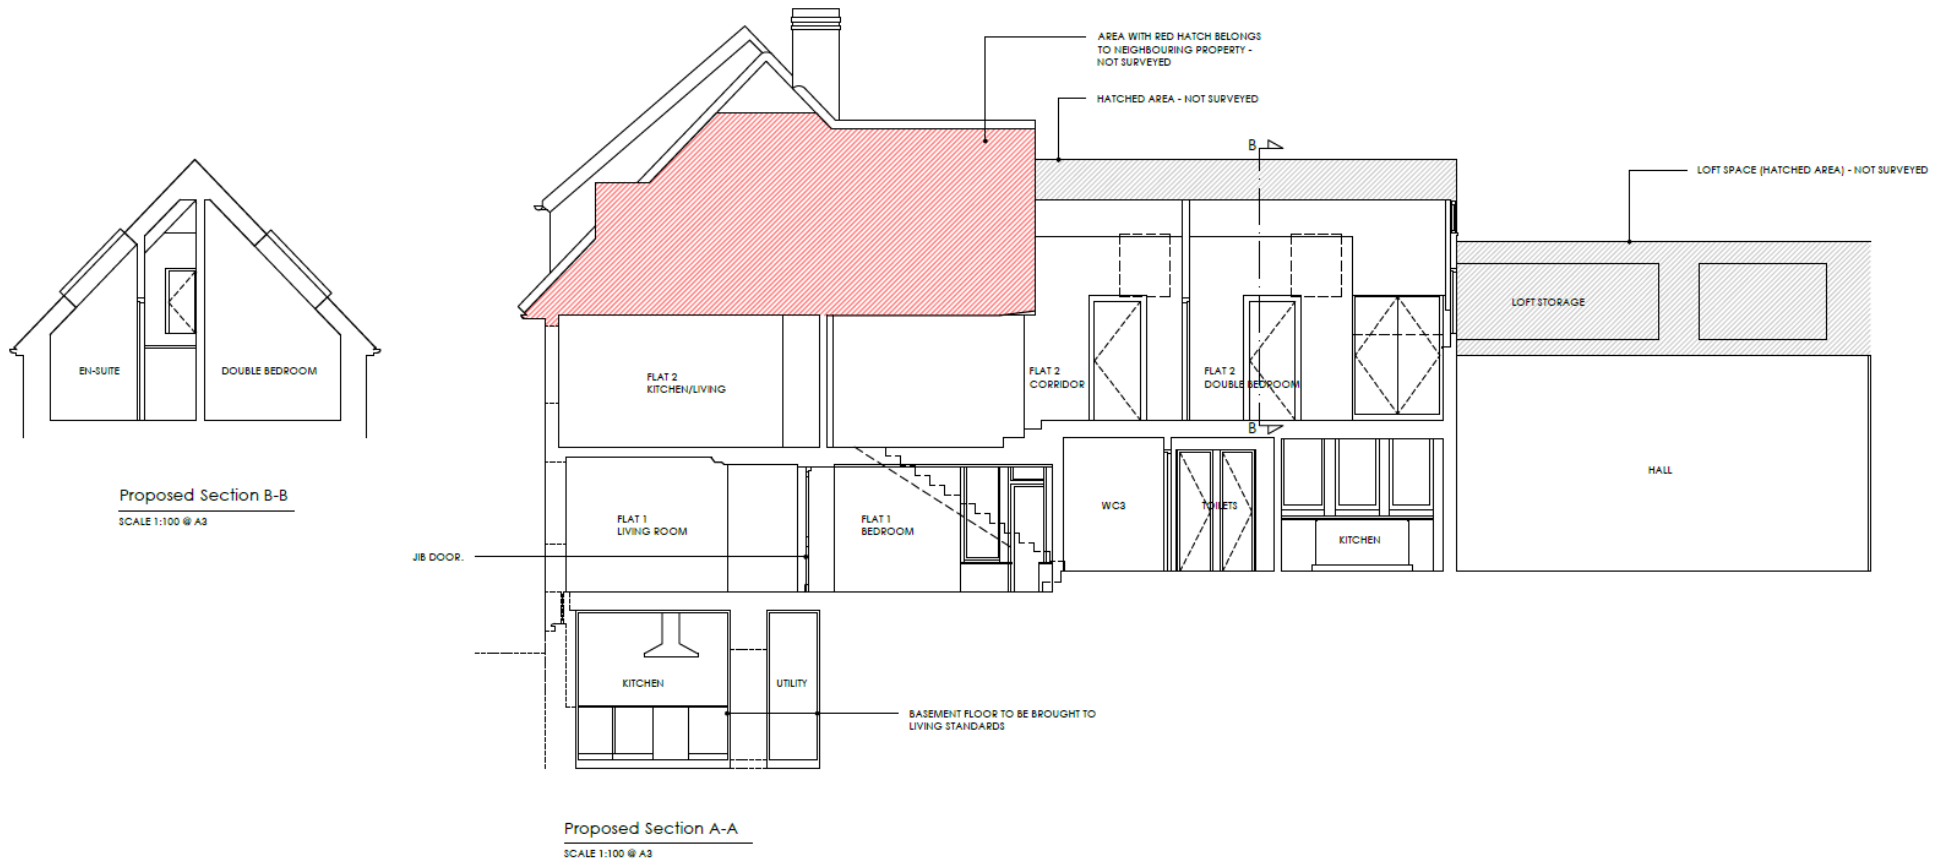 AREA WITH RED HATCH BELONGS
TO NEIGHBOURING PROPERTY -
NOT SURVEYED
HATCHED AREA - NOT SURVEYED
B
LOFT SPACE (HATCHED AREA) - NOT SURVEYED
LOFT STORAGE
EN-SUITE
DOUBLE BEDROOM
FLAT 2
KITCHEN/LIVING
FLAT 2
CORRIDOR
FLAT 2
DOUBLE BEDROOM
B
HALL
Proposed Section B-B
SCALE 1:100 @ A3
FLAT 1
LIVING ROOM
FLAT 1
BEDROOM
WC3
TOILETS
KITCHEN
JIB DOOR.
KITCHEN
UTILITY
BASEMENT FLOOR TO BE BROUGHT TO
LIVING STANDARDS
Proposed Section A-A
SCALE 1:100 @ A3